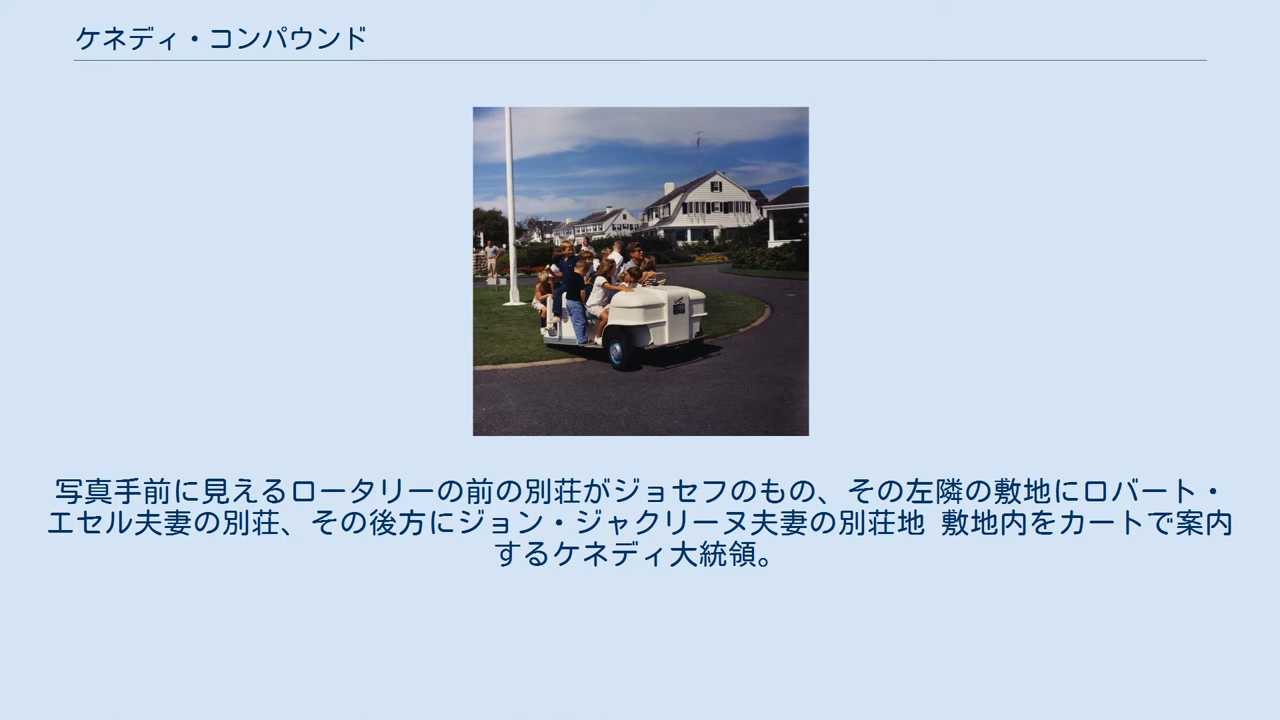 ケネディ・コンパウンド
写真手前に見えるロータリーの前の別荘がジョセフのもの、その左隣の敷地にロバート・
エセル夫妻の別荘、その後方にジョン・ジャクリーヌ夫妻の別荘地 敷地内をカートで案内
するケネディ大統領。